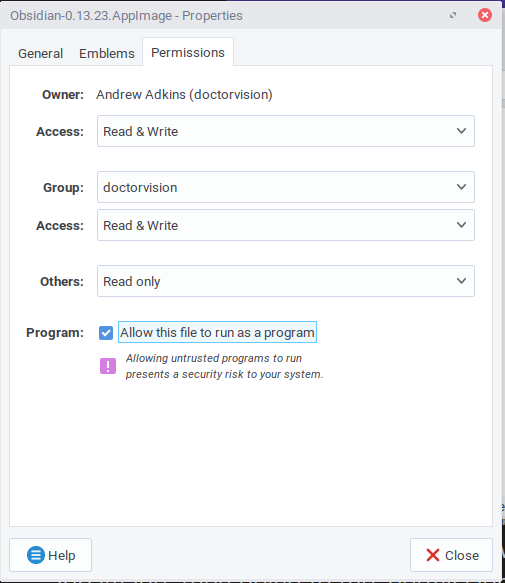 Obsidian-0.13.23.AppImage - Properties
General Emblems Permissions
Owner: Andrew Adkins (doctorvision)
Access: Read & Write
Group: doctorvision
Access: Read & Write
Others: Read only
Program: Allow this file to run as a program
Allowing untrusted programs to run
presents a security risk to your system.
Help Close